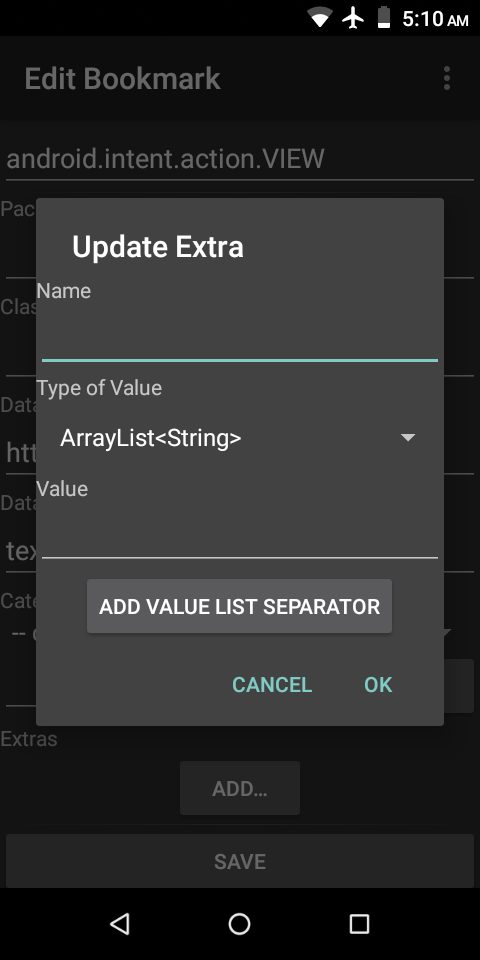 5:10 AM
Edit Bookmark
android.intent.action.VIEW
Pac
Update Extra
Name
Clas
Type of Value
Data
ArrayList<String>
htt
Value
Data
tex
ADD VALUE LIST SEPARATOR
Cate
--
CANCEL OK
Extras
ADD...
SAVE